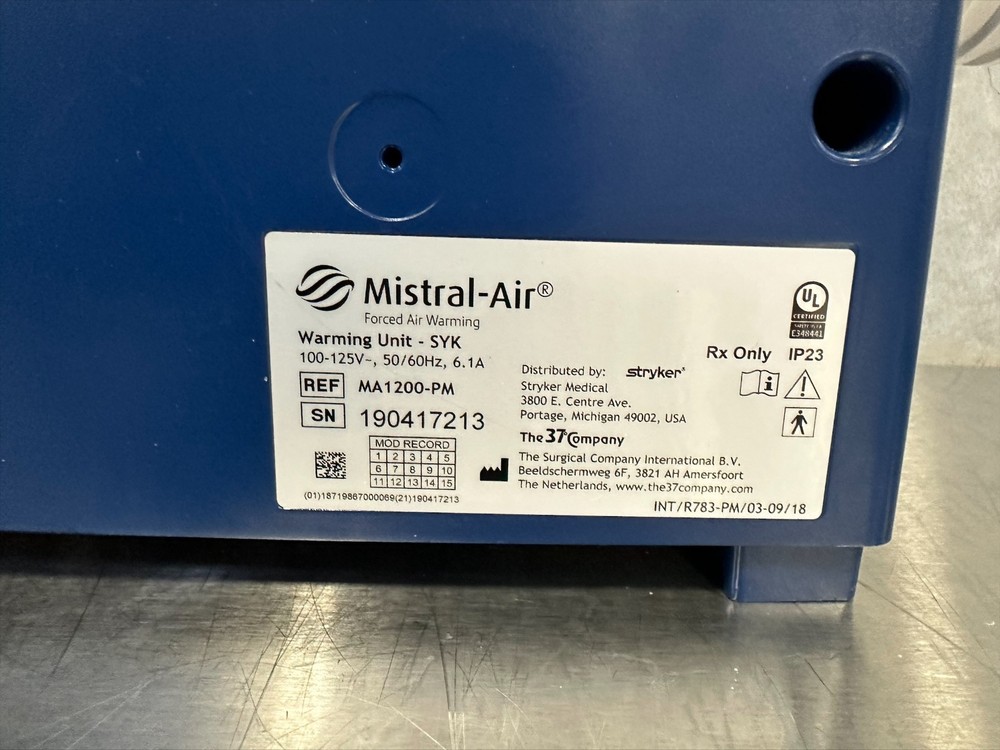 Mistral-Air®
Forced Air Warming
Warming Unit - SYK
100-125V~, 50/60Hz, 6.1A
REF MA1200-PM
SN 190417213
MOD RECORD
1 2 3 4 5
6 7 8 9 10
11 12 13 14 15
(01)18719867000069(21)190417213
UL
CERTIFIED
E348441
Rx Only IP23
Distributed by: stryker®
Stryker Medical
3800 E. Centre Ave.
Portage, Michigan 49002, USA
The 37° Company
The Surgical Company International B.V.
Beeldschermweg 6F, 3821 AH Amersfoort
The Netherlands, www.the37company.com
INT/R783-PM/03-09/18